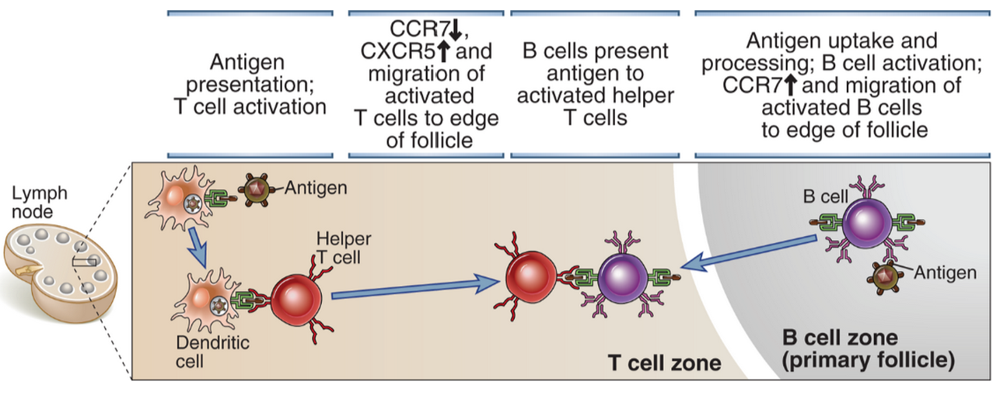 Antigen
presentation;
T cell activation
CCR7↓,
CXCR5↑ and
migration of
activated
T cells to edge
of follicle
B cells present
antigen to
activated helper
T cells
Antigen uptake and
processing; B cell activation;
CCR7↑ and migration of
activated B cells
to edge of follicle
Lymph
node
Antigen
Helper
T cell
Dendritic
cell
B cell
Antigen
T cell zone
B cell zone
(primary follicle)